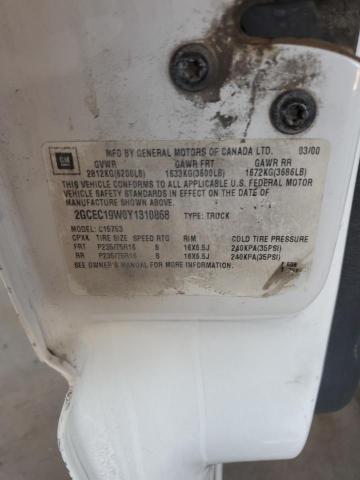 GM
MFD BY GENERAL MOTORS OF CANADA LTD. 03/00
GVWR GAWR FRT GAWR RR
2812KG(6200LB) 1633KG(3600LB) 1672KG(3686LB)
THIS VEHICLE CONFORMS TO ALL APPLICABLE U.S. FEDERAL MOTOR
VEHICLE SAFETY STANDARDS IN EFFECT ON THE DATE OF
MANUFACTURE SHOWN ABOVE.
2GCEC19W0Y1310868 TYPE: TRUCK
MODEL: C15753
TIRE SIZE SPEED RTG RIM COLD TIRE PRESSURE
FRT P235/75R16 S 16X6.5J 240KPA(35PSI)
RR P235/75R16 S 16X6.5J 240KPA(35PSI)
SEE OWNER'S MANUAL FOR MORE INFORMATION.